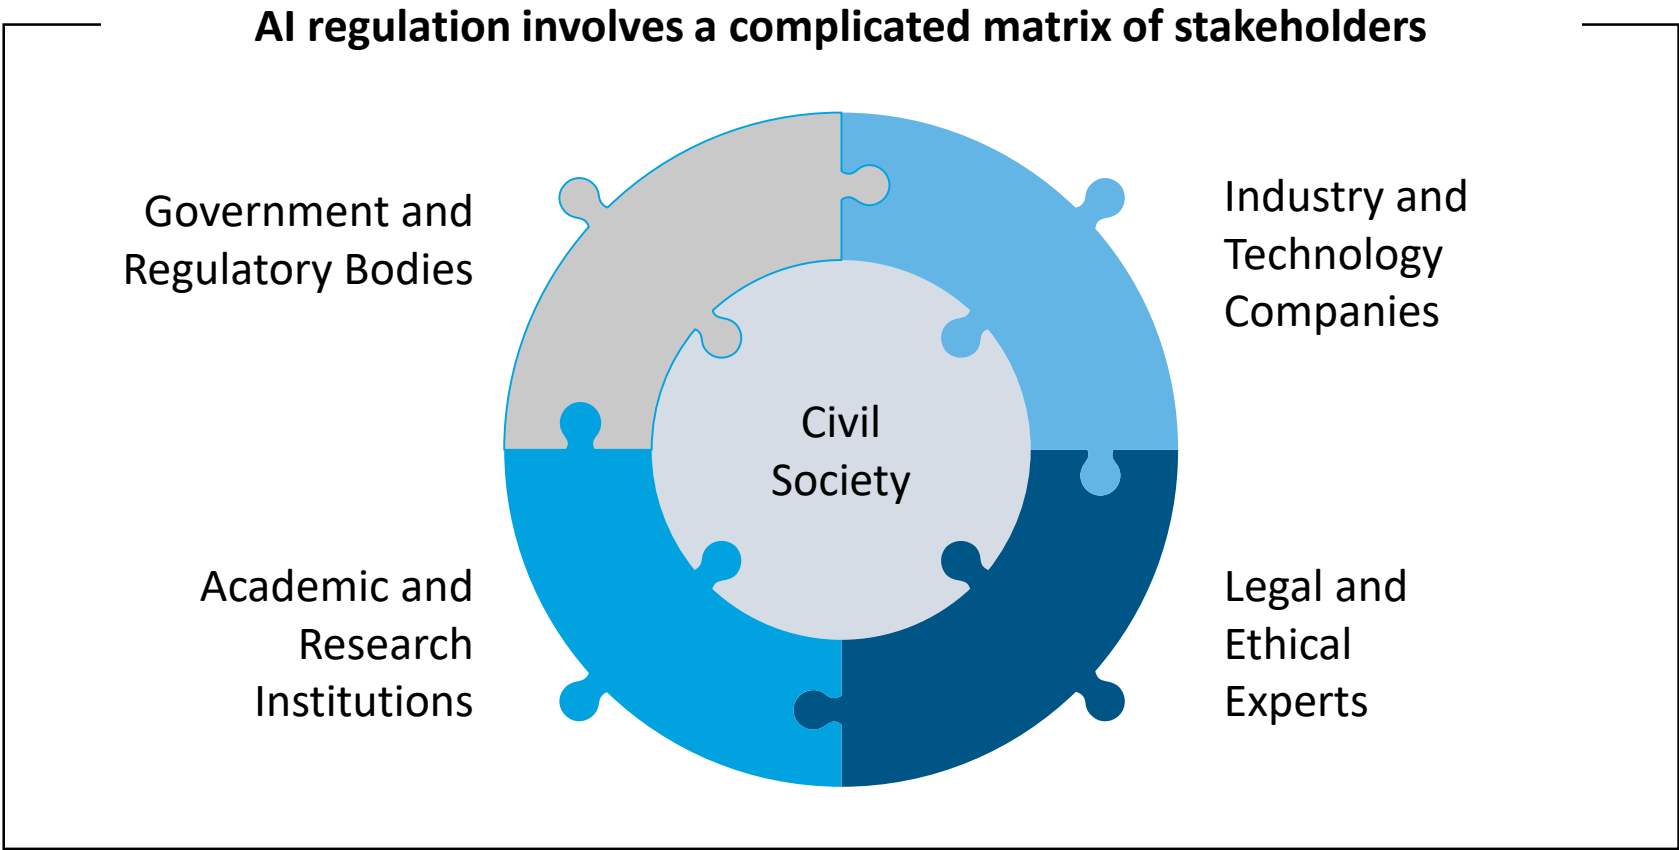 AI regulation involves a complicated matrix of stakeholders
Government and
Regulatory Bodies
Industry and
Technology
Companies
Civil
Society
Academic and
Research
Institutions
Legal and
Ethical
Experts